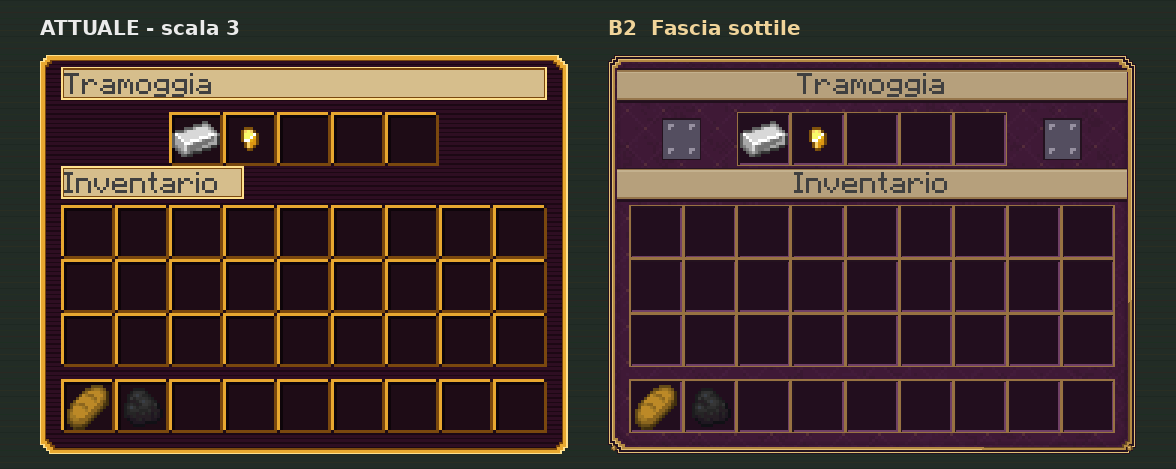 ATTUALE - scala 3
Tramoggia
Inventario
B2  Fascia sottile
Tramoggia
Inventario